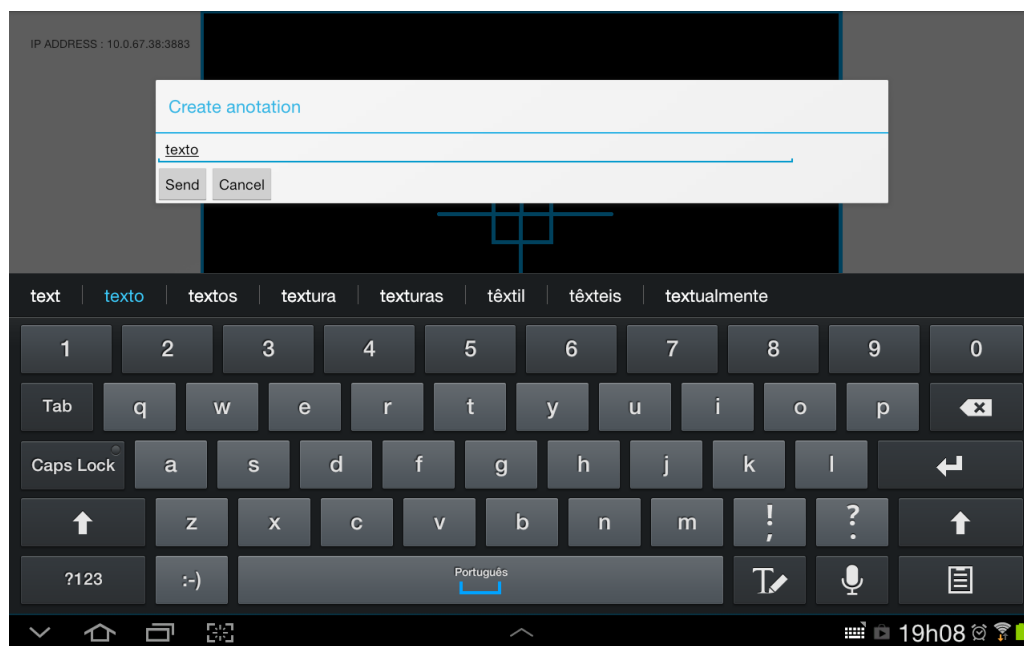 IP ADDRESS : 10.0.67.38:3883
Create anotation
texto
Send Cancel
text texto textos textura texturas têxtil têxteis textualmente
1 2 3 4 5 6 7 8 9 0
Tab q w e r t y u i o p
Caps Lock a s d f g h j k l
z x c v b n m ! , ? .
?123 :-) Português T
19h08